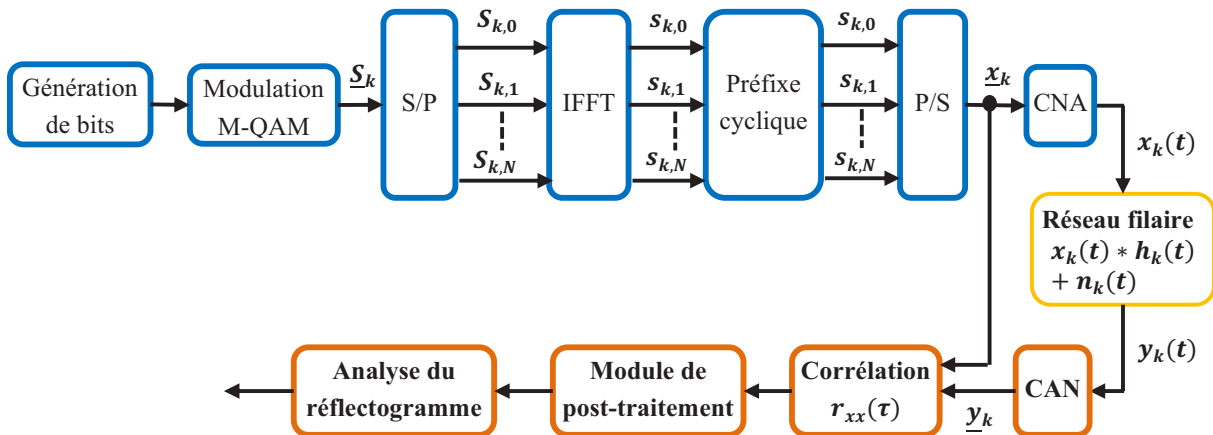 Génération
de bits
Modulation
M-QAM
S_k
S/P
S_{k,0}
S_{k,1}
S_{k,N}
IFFT
s_{k,0}
s_{k,1}
s_{k,N}
Préfixe
cyclique
s_{k,0}
s_{k,1}
s_{k,N}
P/S
x_k
CNA
x_k(t)
Réseau filaire
x_k(t) * h_k(t)
+ n_k(t)
y_k(t)
CAN
y_k
Corrélation
r_{xx}(τ)
Module de
post-traitement
Analyse du
réflectogramme